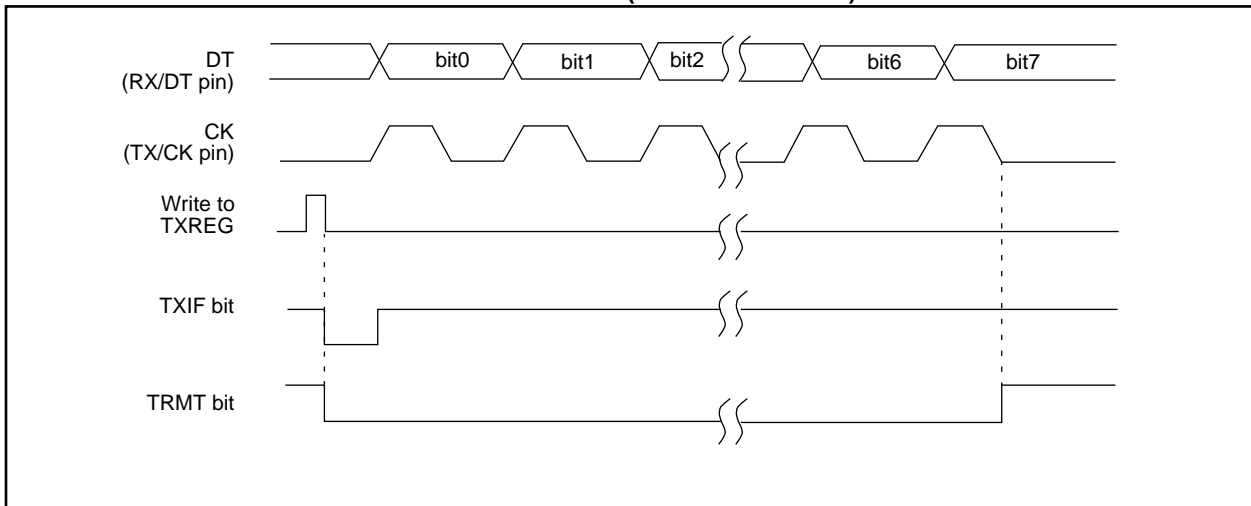 DT
(RX/DT pin)
bit0 bit1 bit2 bit6 bit7
CK
(TX/CK pin)
Write to
TXREG
TXIF bit
TRMT bit